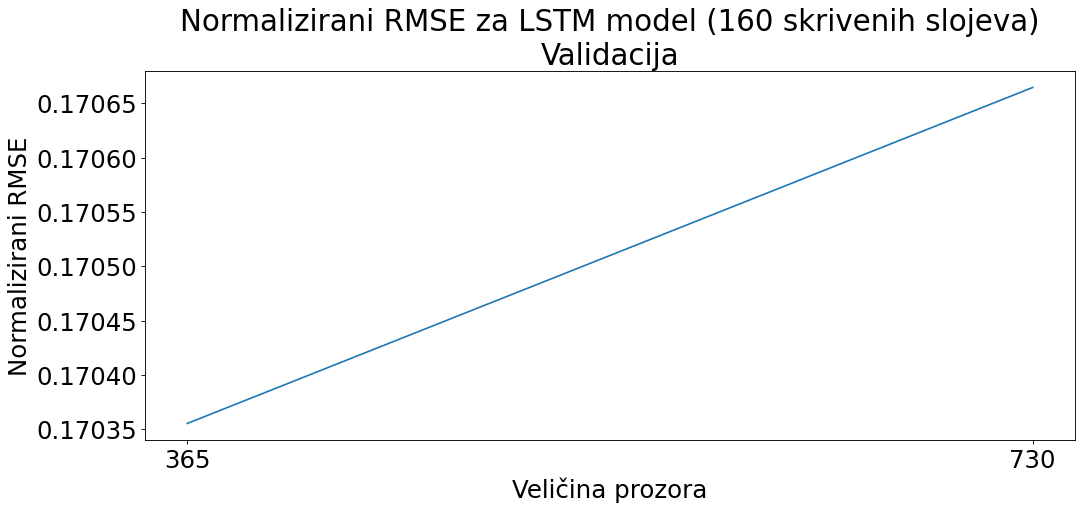 Normalizirani RMSE za LSTM model (160 skrivenih slojeva)
Validacija
Normalizirani RMSE
0.17065
0.17060
0.17055
0.17050
0.17045
0.17040
0.17035
365
730
Veličina prozora